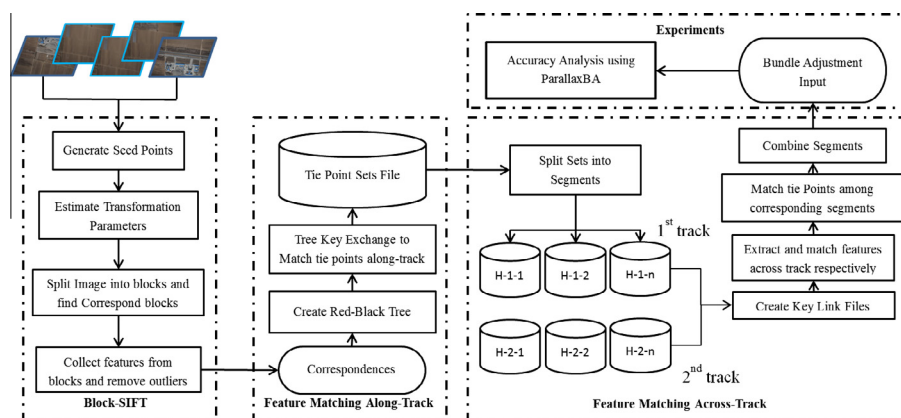 Experiments
Accuracy Analysis using
ParallaxBA
Bundle Adjustment
Input
Generate Seed Points
Estimate Transformation
Parameters
Split Image into blocks and
find Correspond blocks
Collect features from
blocks and remove outliers
Block-SIFT
Tie Point Sets File
Tree Key Exchange to
Match tie points along-track
Create Red-Black Tree
Correspondences
Feature Matching Along-Track
Split Sets into
Segments
1st track
H-1-1
H-1-2
H-1-n
H-2-1
H-2-2
H-2-n
2nd track
Combine Segments
Match tie Points among
corresponding segments
Extract and match features
across track respectively
Create Key Link Files
Feature Matching Across-Track